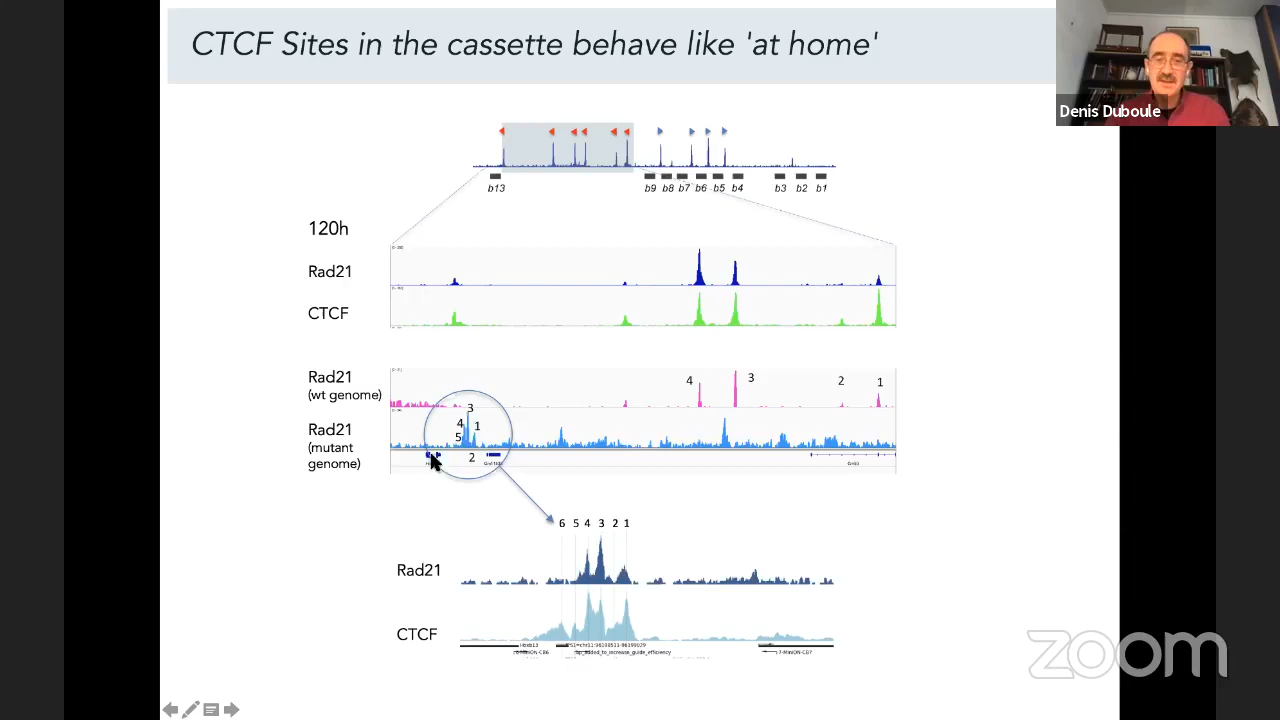 CTCF Sites in the cassette behave like 'at home'
Denis Duboule
b13 b9 b8 b7 b6 b5 b4 b3 b2 b1
120h
Rad21
CTCF
Rad21
(wt genome)
4 3 2 1
Rad21
(mutant
genome)
3
4 1
5
2
6 5 4 3 2 1
Rad21
CTCF
Hoxb13
bp_added_to_increase_guide_efficiency
zoom